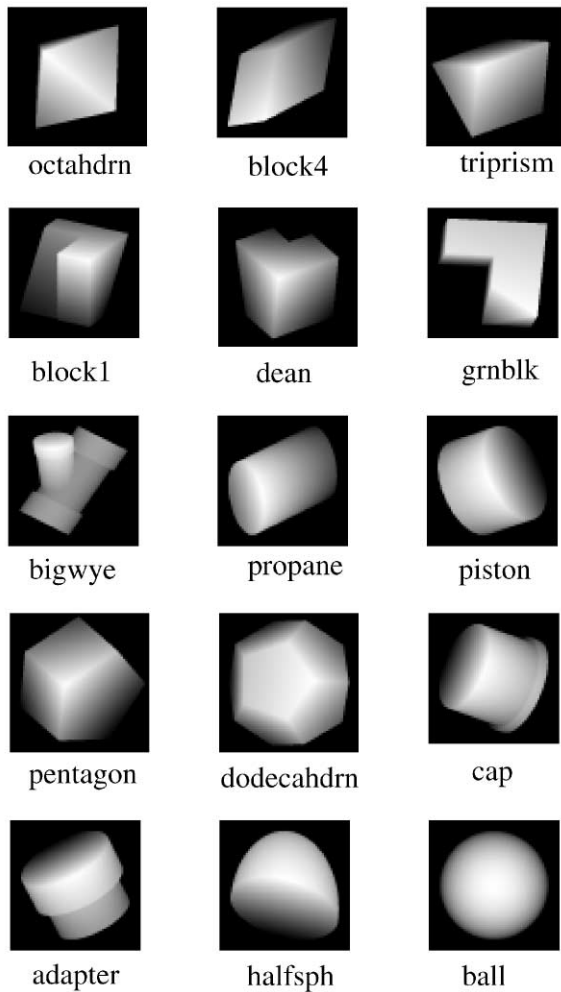 octahdrn block4 triprism
block1 dean grnblk
bigwye propane piston
pentagon dodecahdrn cap
adapter halfsph ball